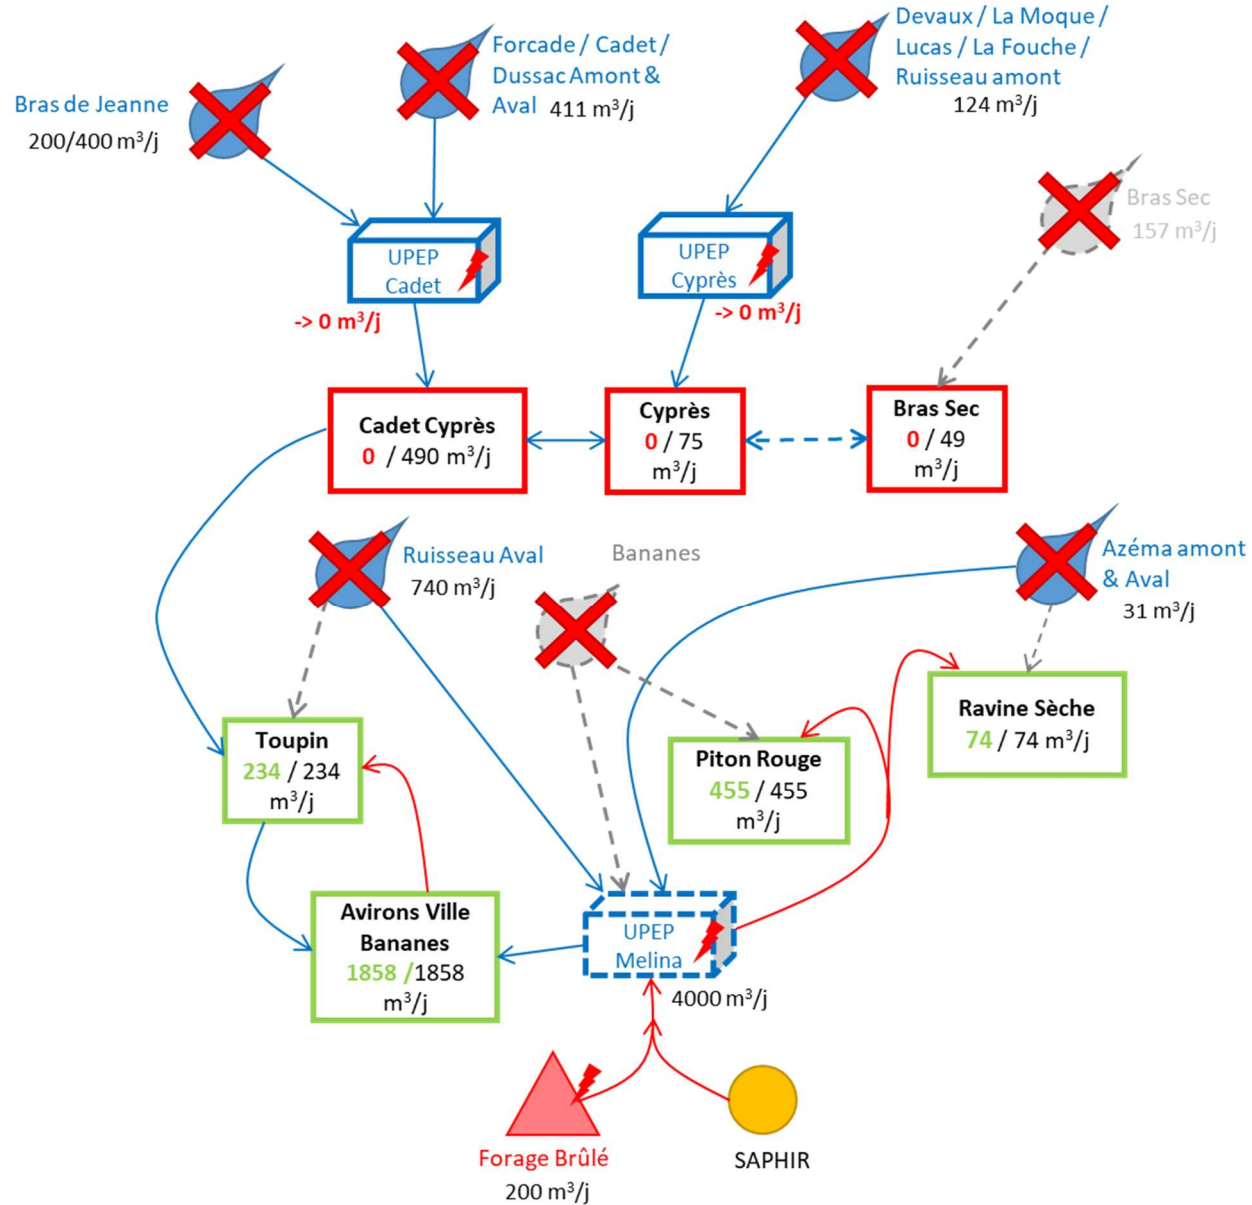 Devaux / La Moque /
Lucas / La Fouche /
Ruisseau amont
124 m³/j
Forcade / Cadet /
Dussac Amont &
Aval 411 m³/j
Bras de Jeanne
200/400 m³/j
Bras Sec
157 m³/j
UPEP
Cadet
-> 0 m³/j
UPEP
Cyprès
-> 0 m³/j
Cadet Cyprès
0 / 490 m³/j
Cyprès
0 / 75
m³/j
Bras Sec
0 / 49
m³/j
Ruisseau Aval
740 m³/j
Bananes
Azéma amont
& Aval
31 m³/j
Toupin
234 / 234
m³/j
Piton Rouge
455 / 455
m³/j
Ravine Sèche
74 / 74 m³/j
Avirons Ville
Bananes
1858 /1858
m³/j
UPEP
Melina
4000 m³/j
Forage Brûlé
200 m³/j
SAPHIR